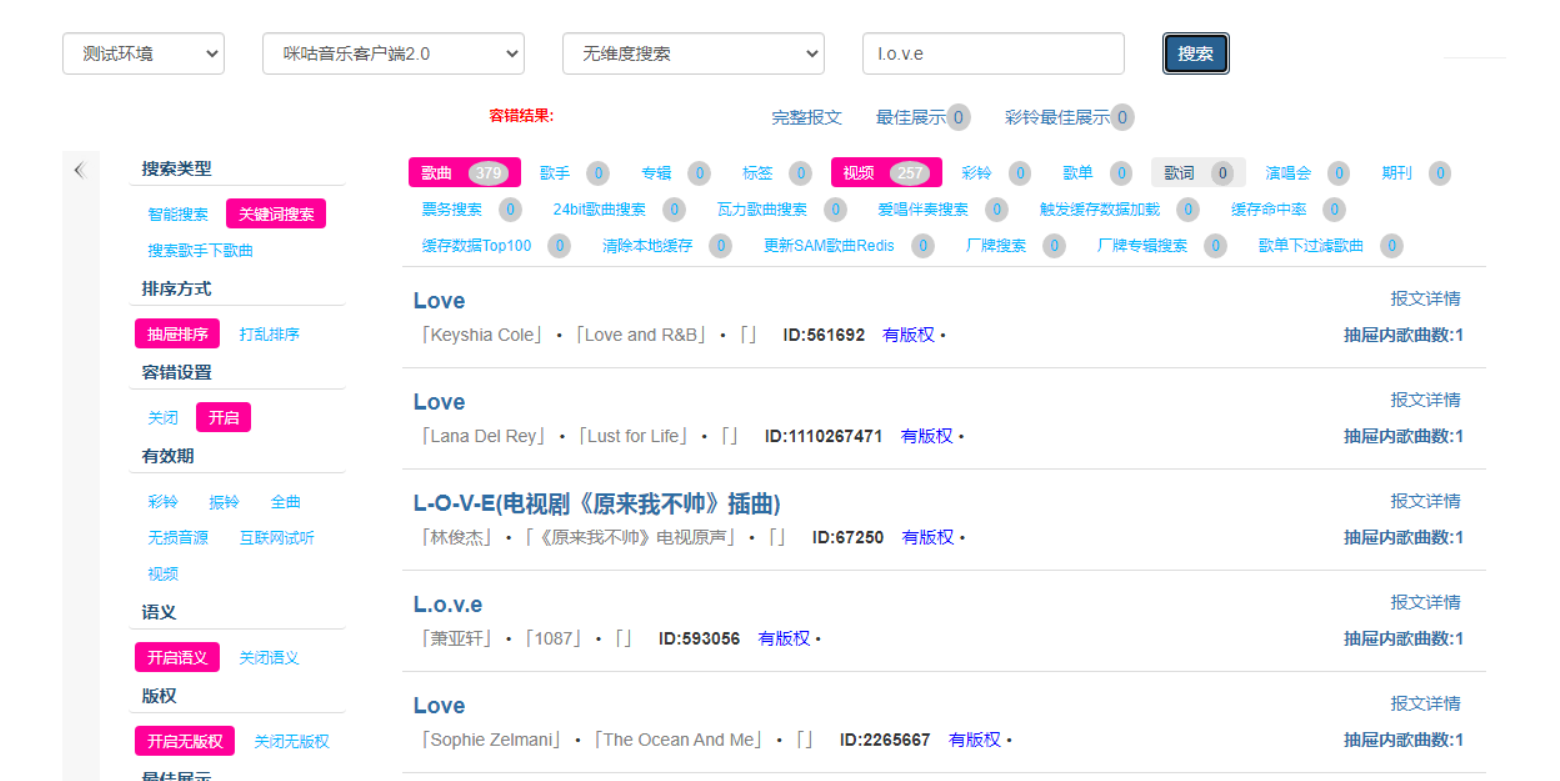 测试环境 咪咕音乐客户端2.0 无维度搜索 l.o.v.e 搜索
容错结果: 完整报文 最佳展示 0 彩铃最佳展示 0
搜索类型
智能搜索 关键词搜索
搜索歌手下歌曲
排序方式
抽屉排序 打乱排序
容错设置
关闭 开启
有效期
彩铃 振铃 全曲
无损音源 互联网试听
视频
语义
开启语义 关闭语义
版权
开启无版权 关闭无版权
最佳展示
歌曲 379 歌手 0 专辑 0 标签 0 视频 257 彩铃 0 歌单 0 歌词 0 演唱会 0 期刊 0
票务搜索 0 24bit歌曲搜索 0 瓦力歌曲搜索 0 爱唱伴奏搜索 0 触发缓存数据加载 0 缓存命中率 0
缓存数据Top100 0 清除本地缓存 0 更新SAM歌曲Redis 0 厂牌搜索 0 厂牌专辑搜索 0 歌单下过滤歌曲 0
Love 报文详情
「Keyshia Cole」 • 「Love and R&B」 • 「」 ID:561692 有版权 • 抽屉内歌曲数:1
Love 报文详情
「Lana Del Rey」 • 「Lust for Life」 • 「」 ID:1110267471 有版权 • 抽屉内歌曲数:1
L-O-V-E(电视剧《原来我不帅》插曲) 报文详情
「林俊杰」 • 「《原来我不帅》电视原声」 • 「」 ID:67250 有版权 • 抽屉内歌曲数:1
L.o.v.e 报文详情
「萧亚轩」 • 「1087」 • 「」 ID:593056 有版权 • 抽屉内歌曲数:1
Love 报文详情
「Sophie Zelmani」 • 「The Ocean And Me」 • 「」 ID:2265667 有版权 • 抽屉内歌曲数:1